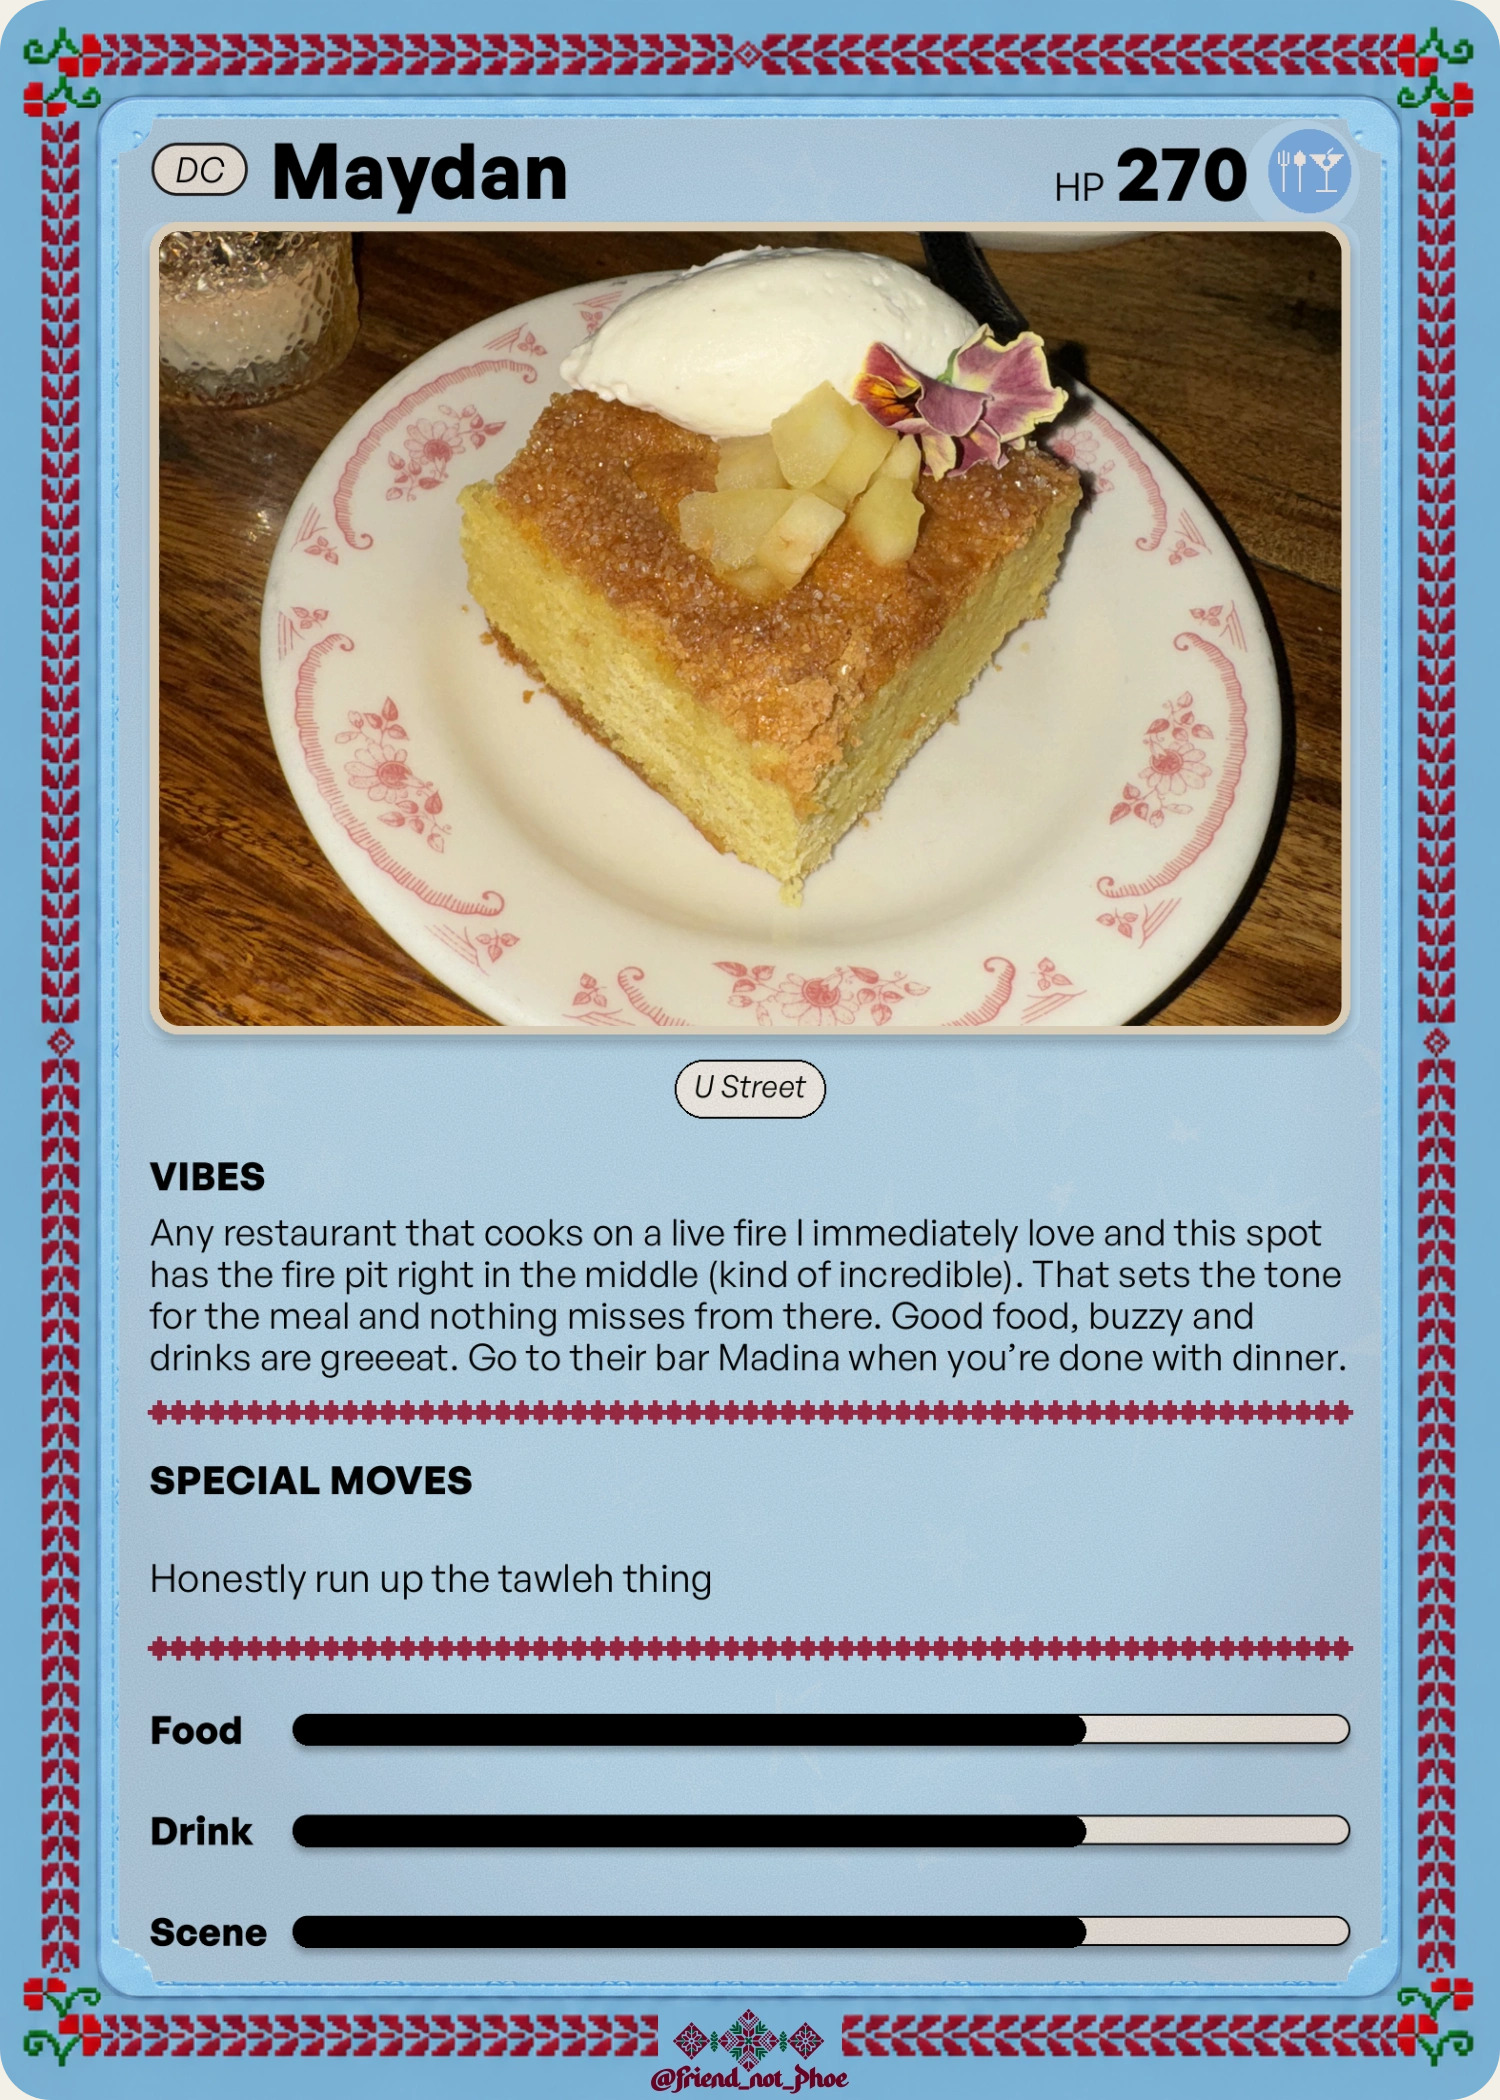 DC Maydan HP 270
U Street
VIBES
Any restaurant that cooks on a live fire I immediately love and this spot
has the fire pit right in the middle (kind of incredible). That sets the tone
for the meal and nothing misses from there. Good food, buzzy and
drinks are greeeat. Go to their bar Madina when you’re done with dinner.
SPECIAL MOVES
Honestly run up the tawleh thing
Food
Drink
Scene
@friend_not_phoe